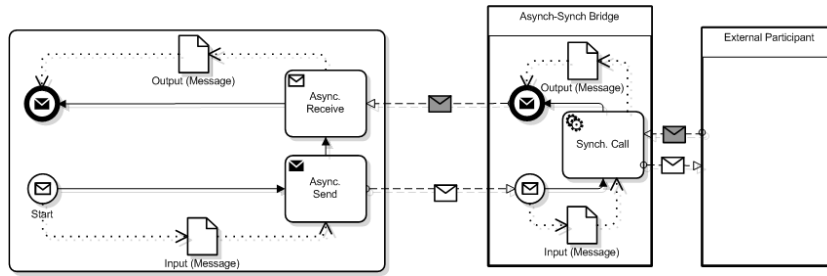 Asynch-Synch Bridge
External Participant
Output (Message)
Async.
Receive
Output (Message)
Synch. Call
Async.
Send
Start
Input (Message)
Input (Message)